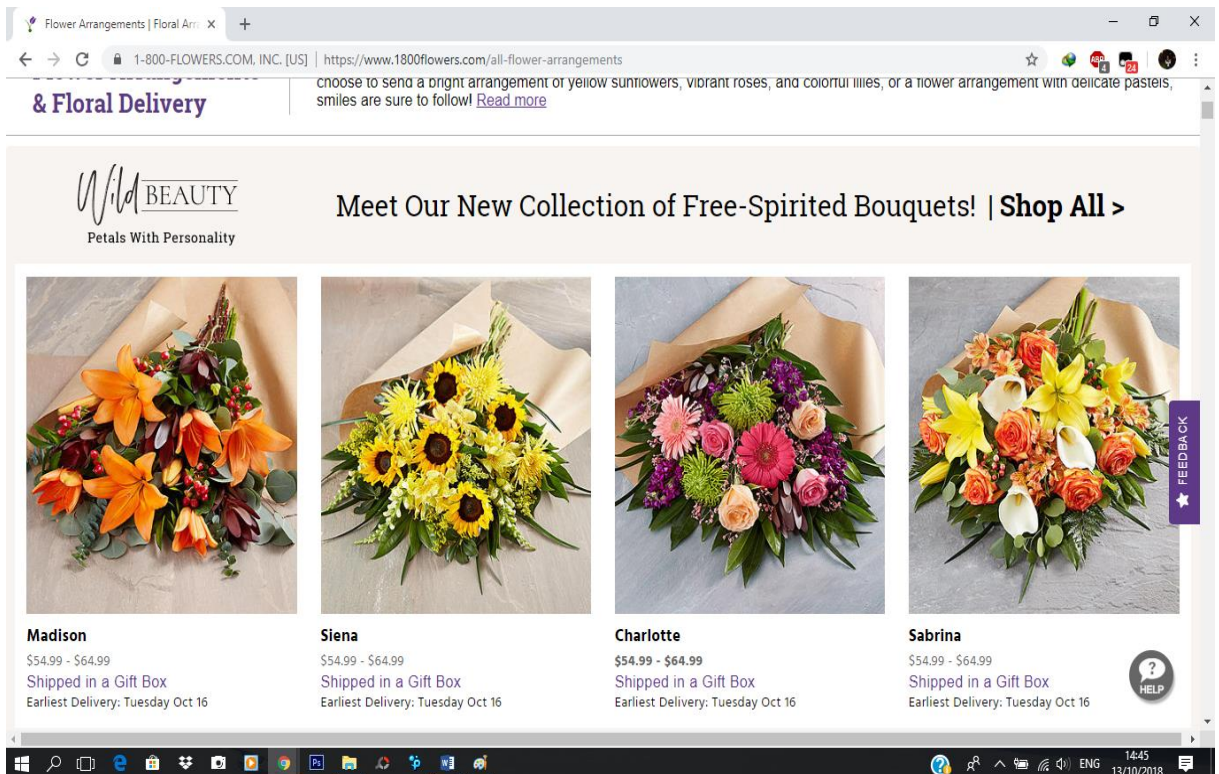 Flower Arrangements | Floral Arr
1-800-FLOWERS.COM, INC. [US] | https://www.1800flowers.com/all-flower-arrangements
4
24
& Floral Delivery
choose to send a bright arrangement of yellow sunflowers, vibrant roses, and colorful lilies, or a flower arrangement with delicate pastels,
smiles are sure to follow! Read more
Wild BEAUTY
Petals With Personality
Meet Our New Collection of Free-Spirited Bouquets! | Shop All >
FEEDBACK
Madison
$54.99 - $64.99
Shipped in a Gift Box
Earliest Delivery: Tuesday Oct 16
Siena
$54.99 - $64.99
Shipped in a Gift Box
Earliest Delivery: Tuesday Oct 16
Charlotte
$54.99 - $64.99
Shipped in a Gift Box
Earliest Delivery: Tuesday Oct 16
Sabrina
$54.99 - $64.99
Shipped in a Gift Box
Earliest Delivery: Tuesday Oct 16
?
HELP
Ps
ENG
14:45
13/10/2018